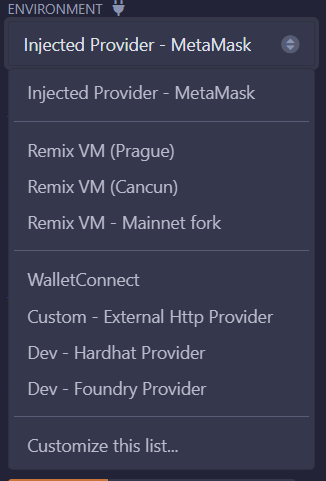 ENVIRONMENT
Injected Provider - MetaMask
Injected Provider - MetaMask
Remix VM (Prague)
Remix VM (Cancun)
Remix VM - Mainnet fork
WalletConnect
Custom - External Http Provider
Dev - Hardhat Provider
Dev - Foundry Provider
Customize this list...